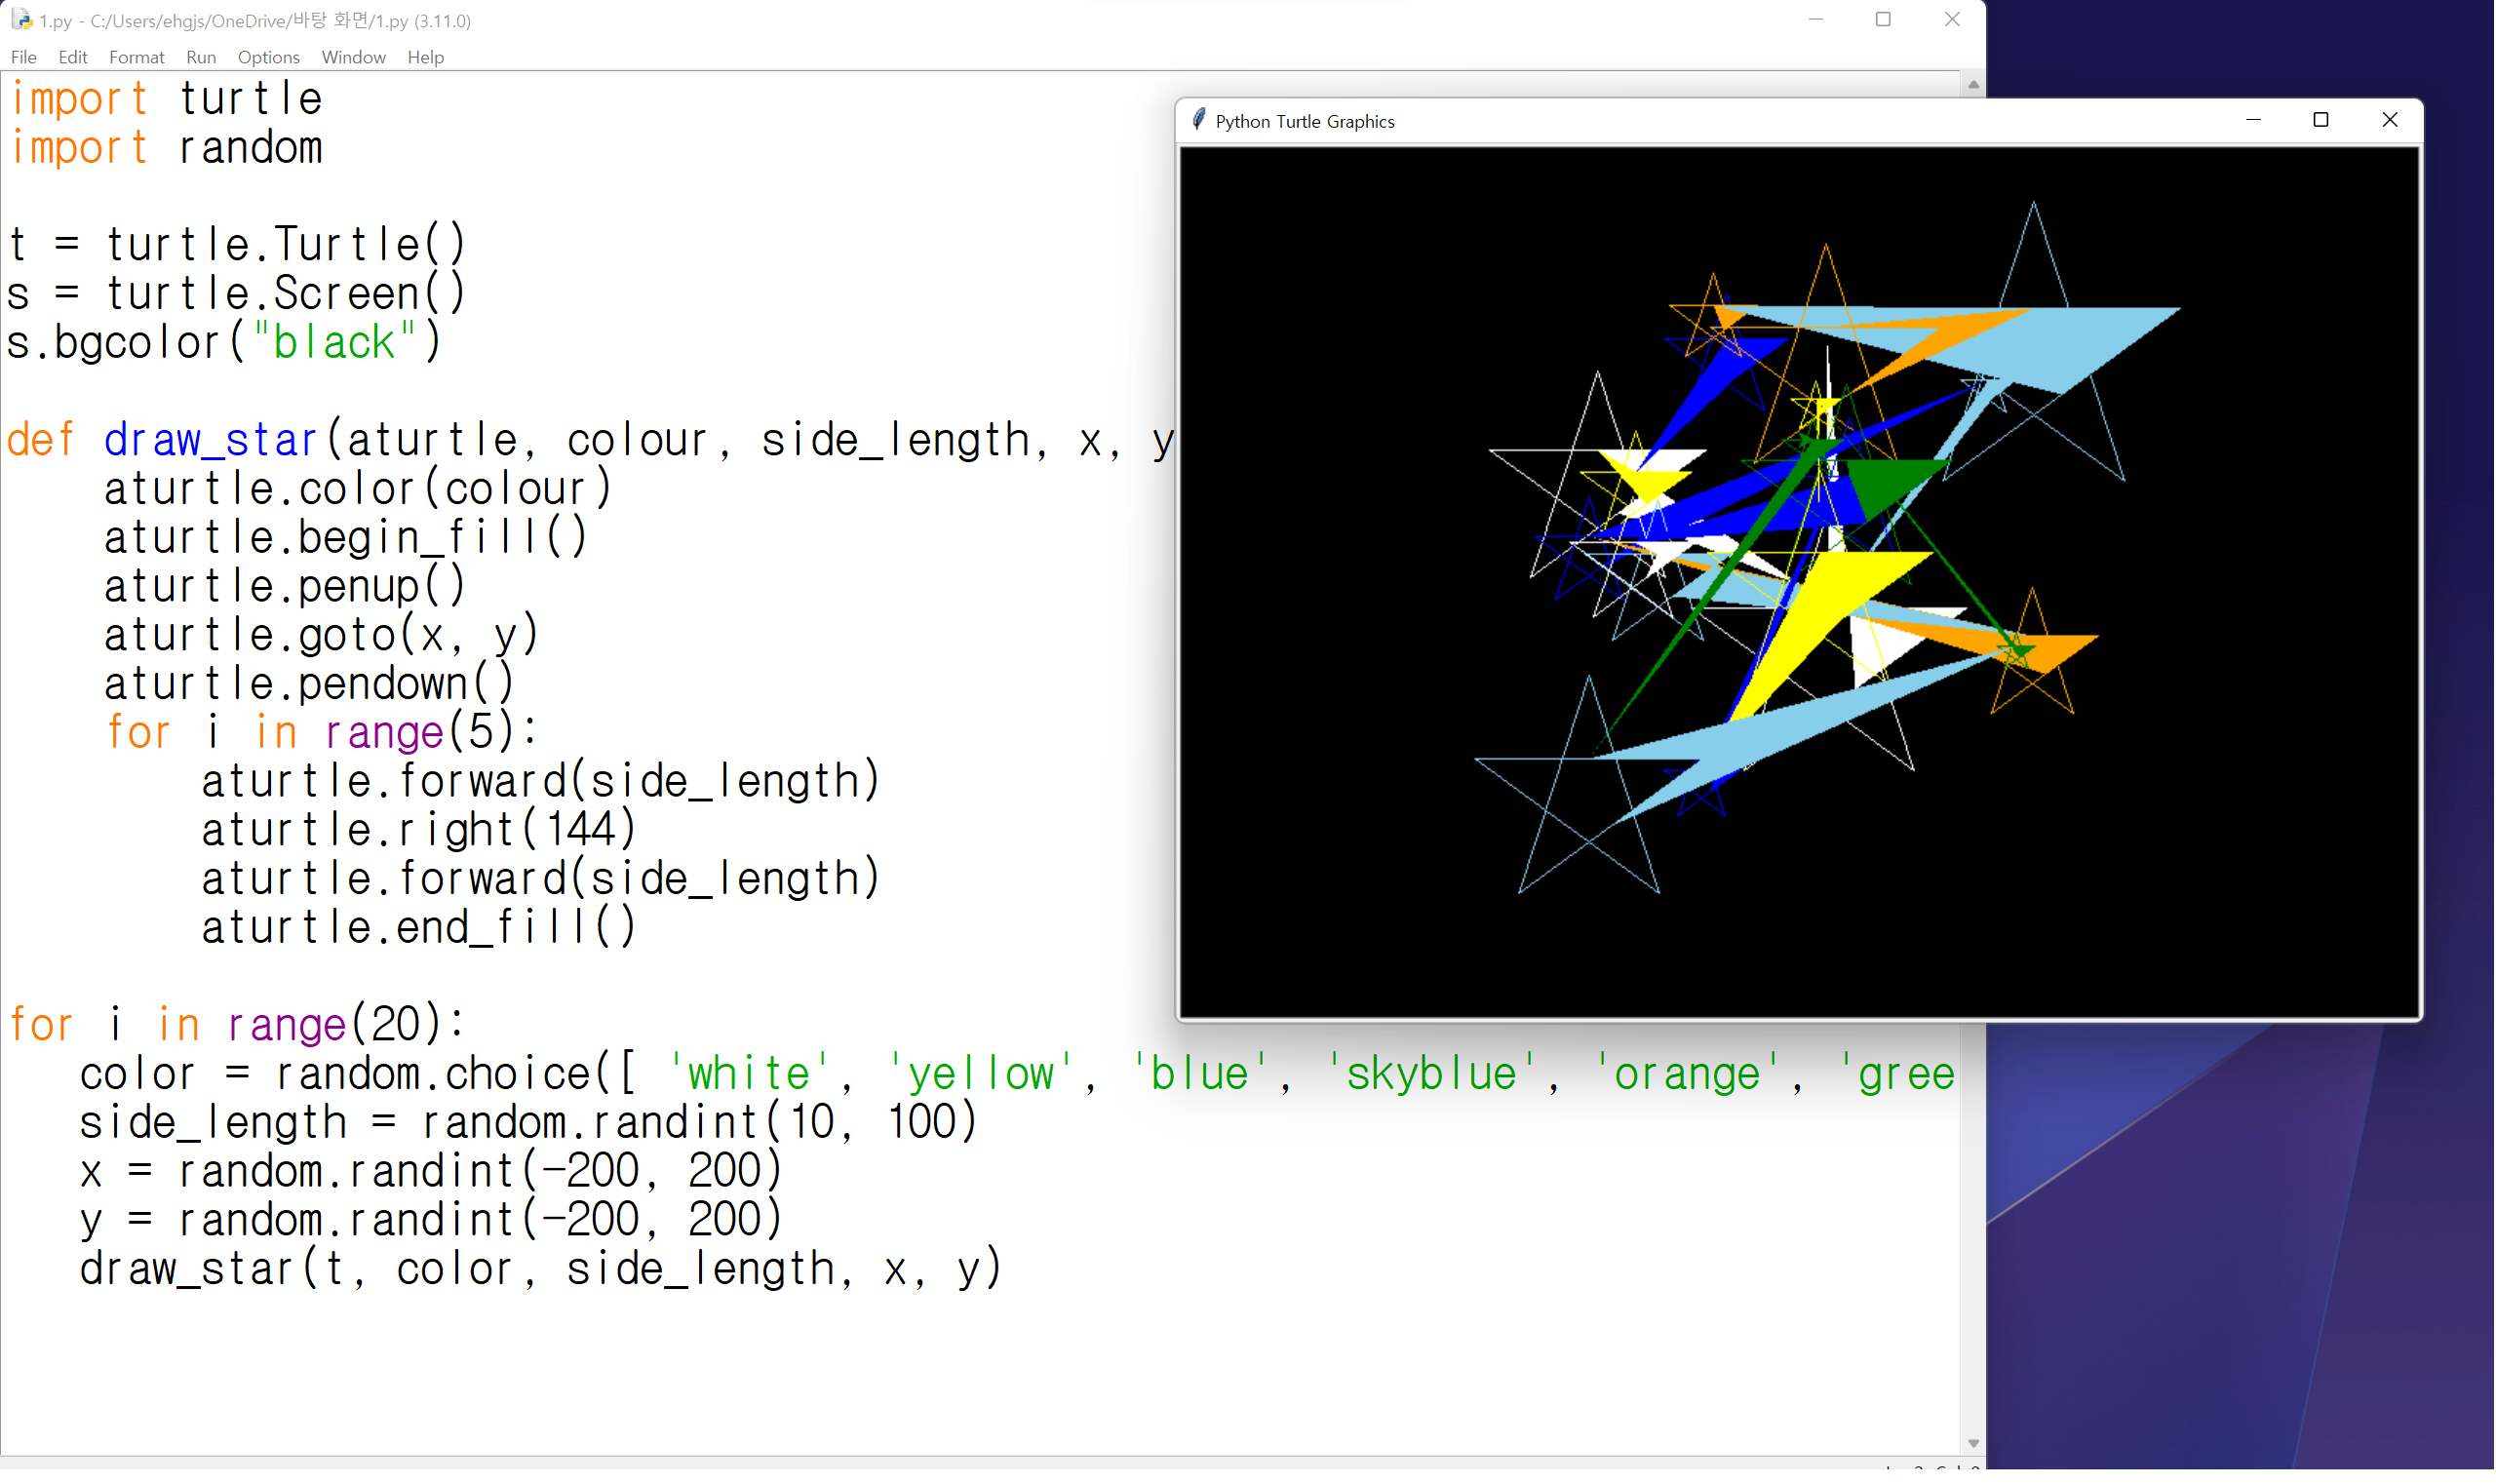 1.py - C:/Users/ehgjs/OneDrive/바탕 화면/1.py (3.11.0)
File Edit Format Run Options Window Help
import turtle
import random
t = turtle.Turtle()
s = turtle.Screen()
s.bgcolor("black")
def draw_star(aturtle, colour, side_length, x, y
    aturtle.color(colour)
    aturtle.begin_fill()
    aturtle.penup()
    aturtle.goto(x, y)
    aturtle.pendown()
    for i in range(5):
        aturtle.forward(side_length)
        aturtle.right(144)
        aturtle.forward(side_length)
        aturtle.end_fill()
for i in range(20):
   color = random.choice([ 'white', 'yellow', 'blue', 'skyblue', 'orange', 'gree
   side_length = random.randint(10, 100)
   x = random.randint(-200, 200)
   y = random.randint(-200, 200)
   draw_star(t, color, side_length, x, y)
Python Turtle Graphics